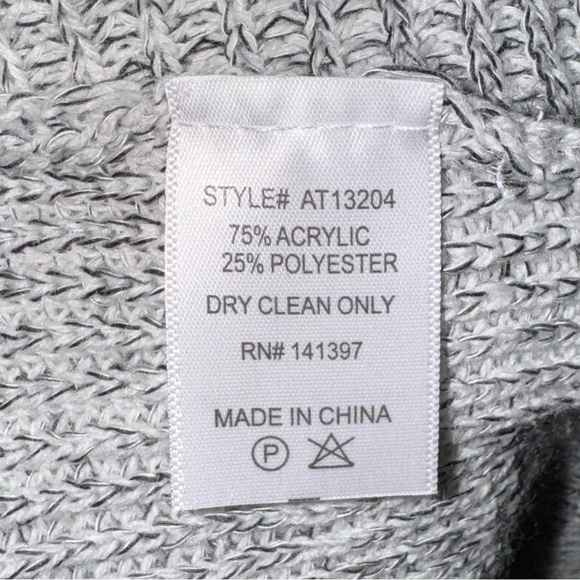 STYLE# AT13204
75% ACRYLIC
25% POLYESTER
DRY CLEAN ONLY
RN# 141397
MADE IN CHINA
P